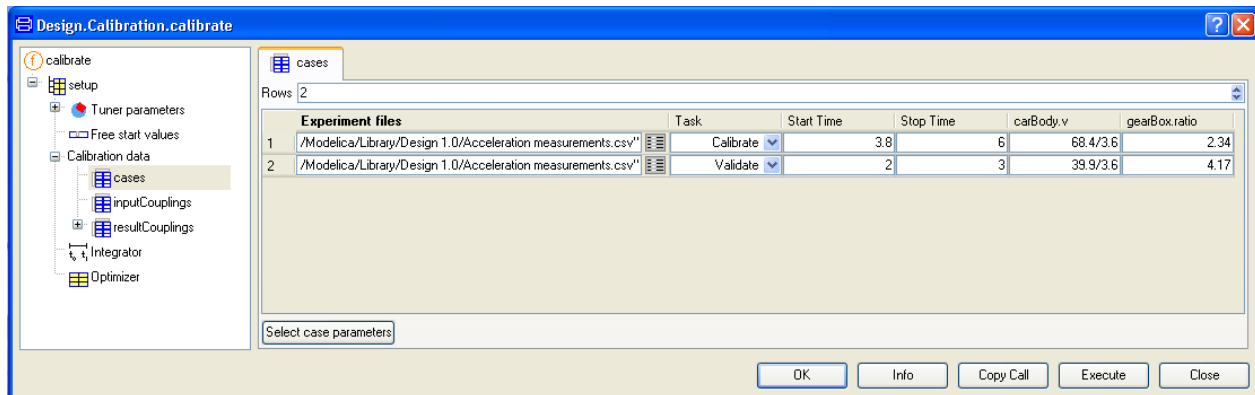 Design.Calibration.calibrate
calibrate
setup
Tuner parameters
Free start values
Calibration data
cases
inputCouplings
resultCouplings
Integrator
Optimizer
cases
Rows 2
Experiment files Task Start Time Stop Time carBody.v gearBox.ratio
1 /Modelica/Library/Design 1.0/Acceleration measurements.csv" Calibrate 3.8 6 68.4/3.6 2.34
2 /Modelica/Library/Design 1.0/Acceleration measurements.csv" Validate 2 3 39.9/3.6 4.17
Select case parameters
OK Info Copy Call Execute Close